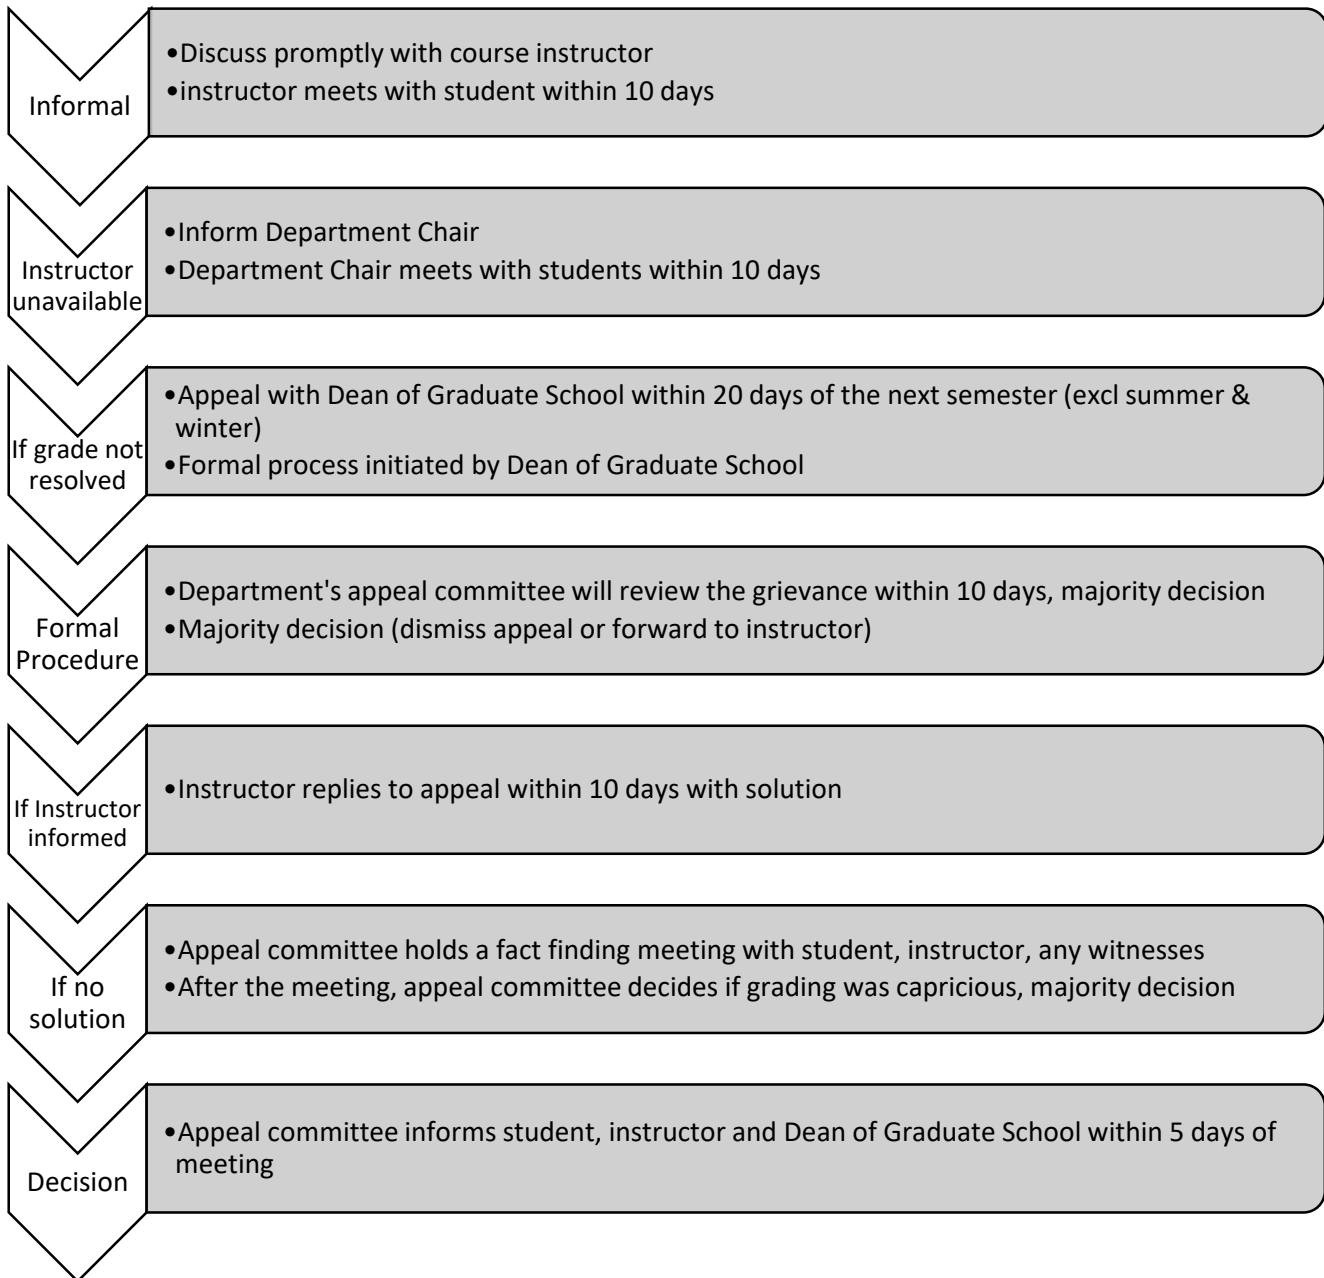 Informal
•Discuss promptly with course instructor
•instructor meets with student within 10 days
Instructor
unavailable
•Inform Department Chair
•Department Chair meets with students within 10 days
If grade not
resolved
•Appeal with Dean of Graduate School within 20 days of the next semester (excl summer &
winter)
•Formal process initiated by Dean of Graduate School
Formal
Procedure
•Department's appeal committee will review the grievance within 10 days, majority decision
•Majority decision (dismiss appeal or forward to instructor)
If Instructor
informed
•Instructor replies to appeal within 10 days with solution
If no
solution
•Appeal committee holds a fact finding meeting with student, instructor, any witnesses
•After the meeting, appeal committee decides if grading was capricious, majority decision
Decision
•Appeal committee informs student, instructor and Dean of Graduate School within 5 days of
meeting